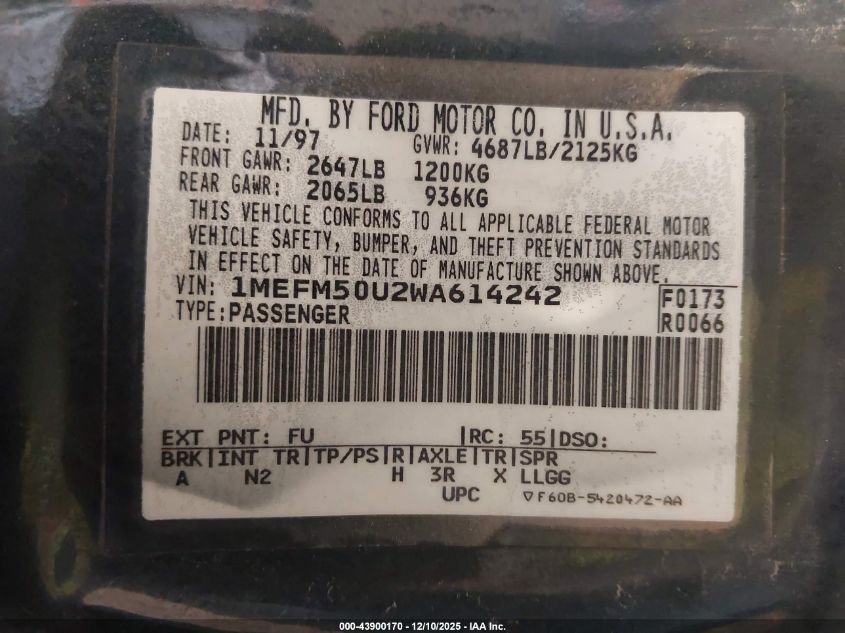 MFD. BY FORD MOTOR CO. IN U.S.A.
DATE: 11/97 GVWR: 4687LB/2125KG
FRONT GAWR: 2647LB 1200KG
REAR GAWR: 2065LB 936KG
THIS VEHICLE CONFORMS TO ALL APPLICABLE FEDERAL MOTOR
VEHICLE SAFETY, BUMPER, AND THEFT PREVENTION STANDARDS
IN EFFECT ON THE DATE OF MANUFACTURE SHOWN ABOVE.
VIN: 1MEFM50U2WA614242 F0173
TYPE: PASSENGER R0066
EXT PNT: FU |RC: 55|DSO:
BRK|INT TR|TP/PS|R|AXLE|TR|SPR
A N2 H 3R X LLGG
UPC ▽F60B-5420472-AA
000-43900170 – 12/10/2025 – IAA Inc.